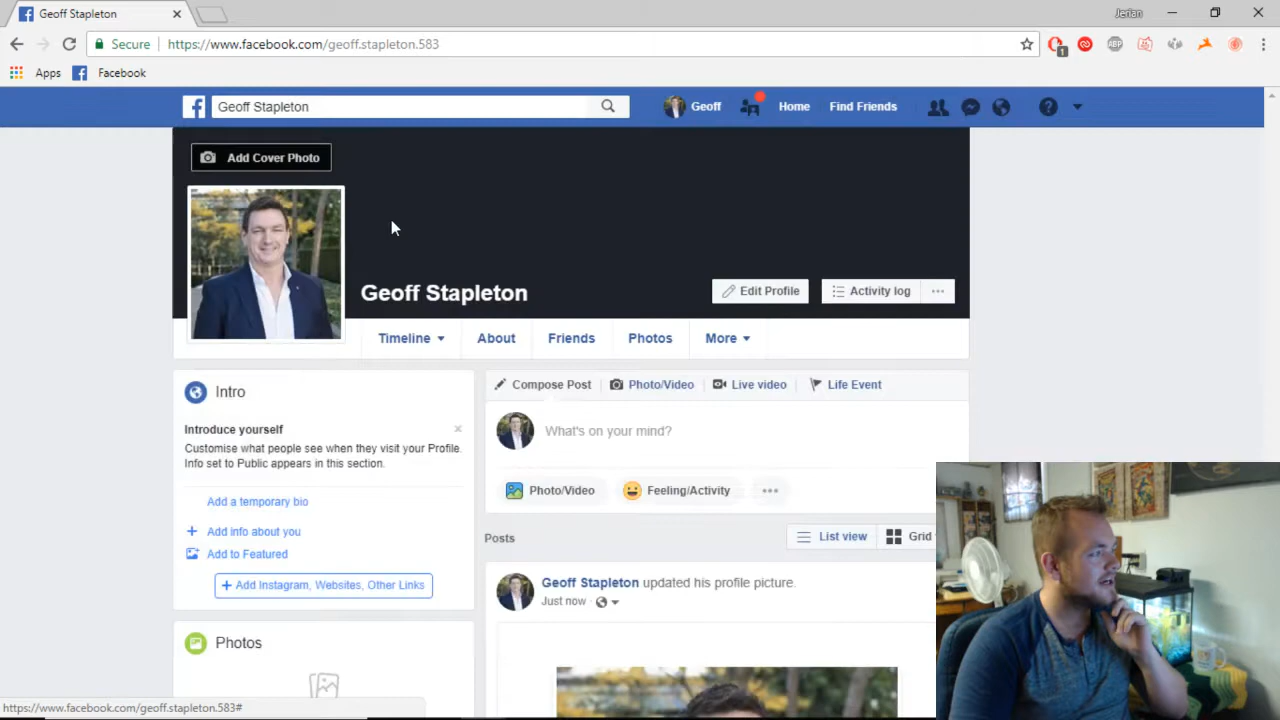 Geoff Stapleton
Jerian
Secure https://www.facebook.com/geoff.stapleton.583
1
ABP
Apps Facebook
Geoff Stapleton
Geoff Home Find Friends
Add Cover Photo
Geoff Stapleton
Edit Profile
Activity log
Timeline About Friends Photos More
Intro
Introduce yourself
Customise what people see when they visit your Profile.
Info set to Public appears in this section.
Add a temporary bio
Add info about you
Add to Featured
+ Add Instagram, Websites, Other Links
Photos
Compose Post Photo/Video Live video Life Event
What's on your mind?
Photo/Video Feeling/Activity
Posts
List view Grid
Geoff Stapleton updated his profile picture.
Just now
https://www.facebook.com/geoff.stapleton.583#